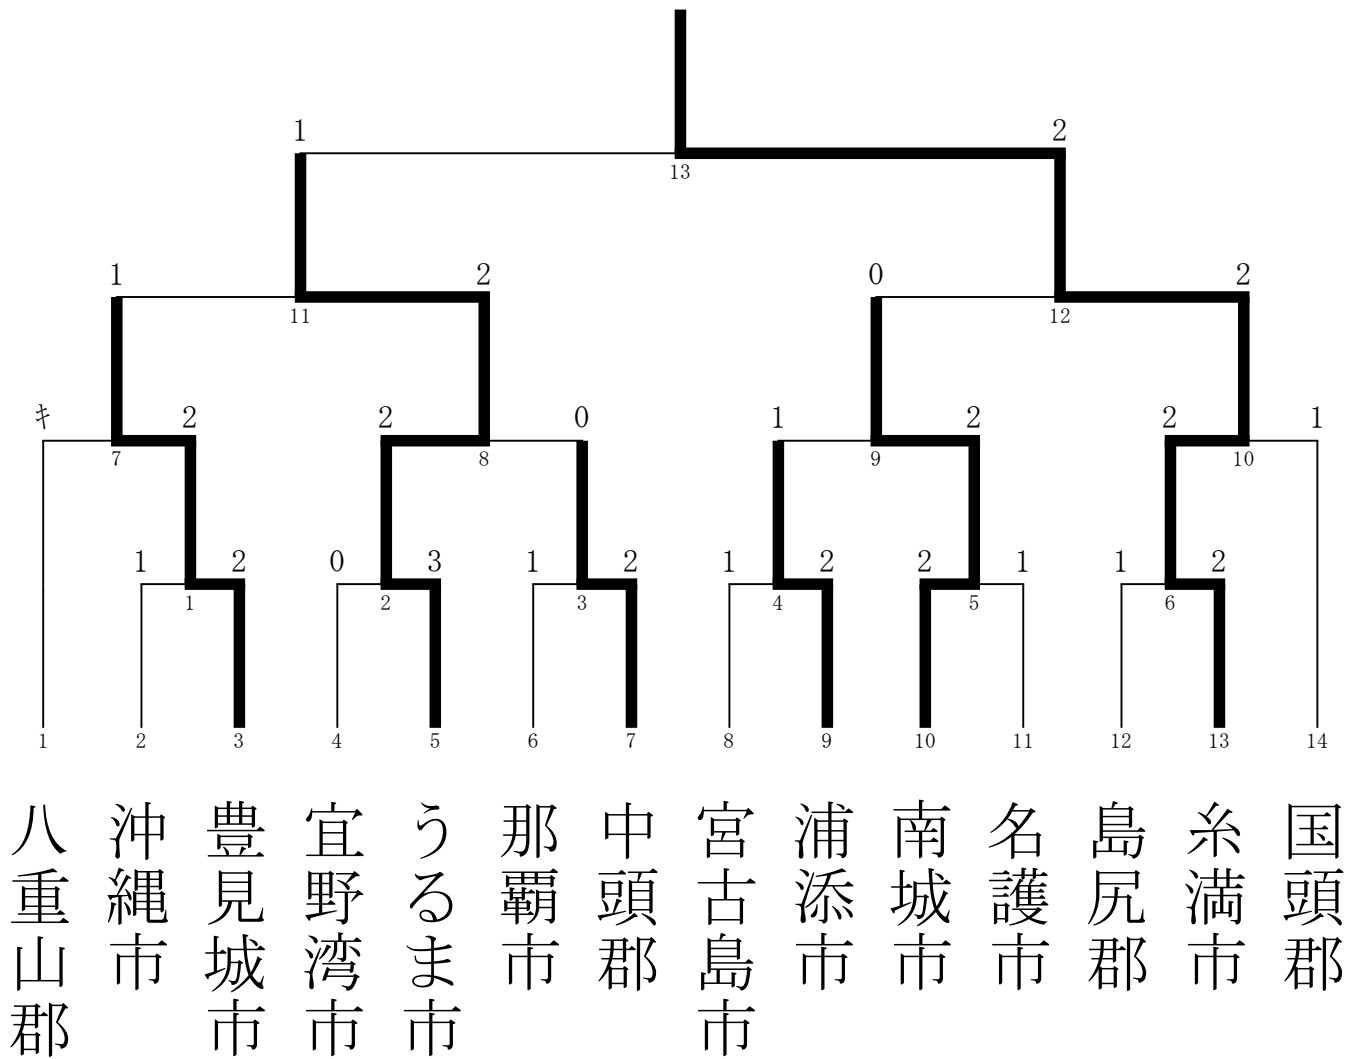 1 2
13
1 2 0 2
11 12
ｷ 2 2 0 1 2 2 1
7 8 9 10
1 2 0 3 1 2 1 2 2 1 1 2
1 2 3 4 5 6
1 2 3 4 5 6 7 8 9 10 11 12 13 14
八重山郡
沖縄市
豊見城市
宜野湾市
うるま市
那覇市
中頭郡
宮古島市
浦添市
南城市
名護市
島尻郡
糸満市
国頭郡